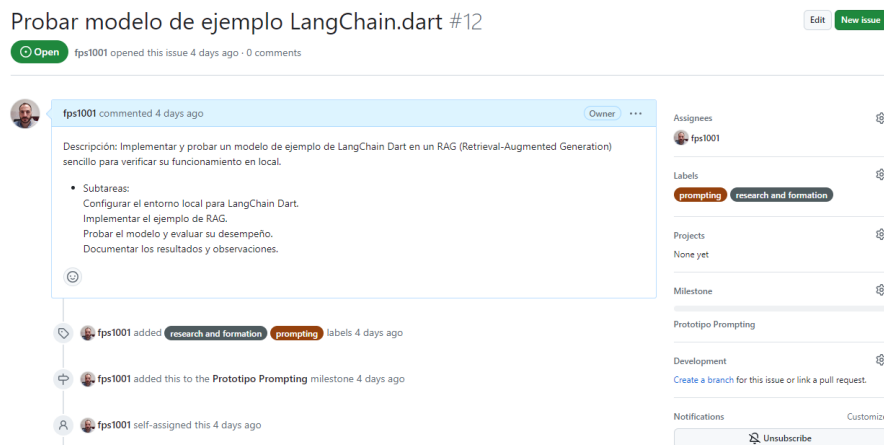 Probar modelo de ejemplo LangChain.dart #12
Edit
New issue
Open
fps1001 opened this issue 4 days ago · 0 comments
fps1001 commented 4 days ago
Owner
Descripción: Implementar y probar un modelo de ejemplo de LangChain Dart en un RAG (Retrieval-Augmented Generation)
sencillo para verificar su funcionamiento en local.
Subtareas:
Configurar el entorno local para LangChain Dart.
Implementar el ejemplo de RAG.
Probar el modelo y evaluar su desempeño.
Documentar los resultados y observaciones.
fps1001 added research and formation prompting labels 4 days ago
fps1001 added this to the Prototipo Prompting milestone 4 days ago
fps1001 self-assigned this 4 days ago
Assignees
fps1001
Labels
prompting research and formation
Projects
None yet
Milestone
Prototipo Prompting
Development
Create a branch for this issue or link a pull request.
Notifications
Customize
Unsubscribe